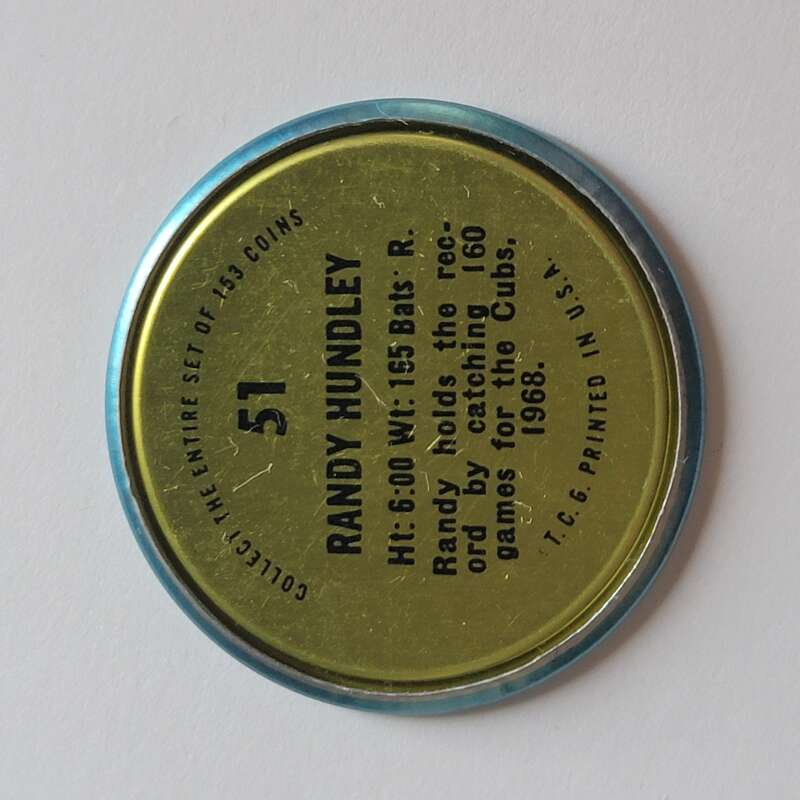 COLLECT THE ENTIRE SET OF 153 COINS
51
RANDY HUNDLEY
Ht: 6:00 Wt: 165 Bats: R.
Randy holds the rec-
ord by catching 160
games for the Cubs,
1968.
T.C.G. PRINTED IN U.S.A.